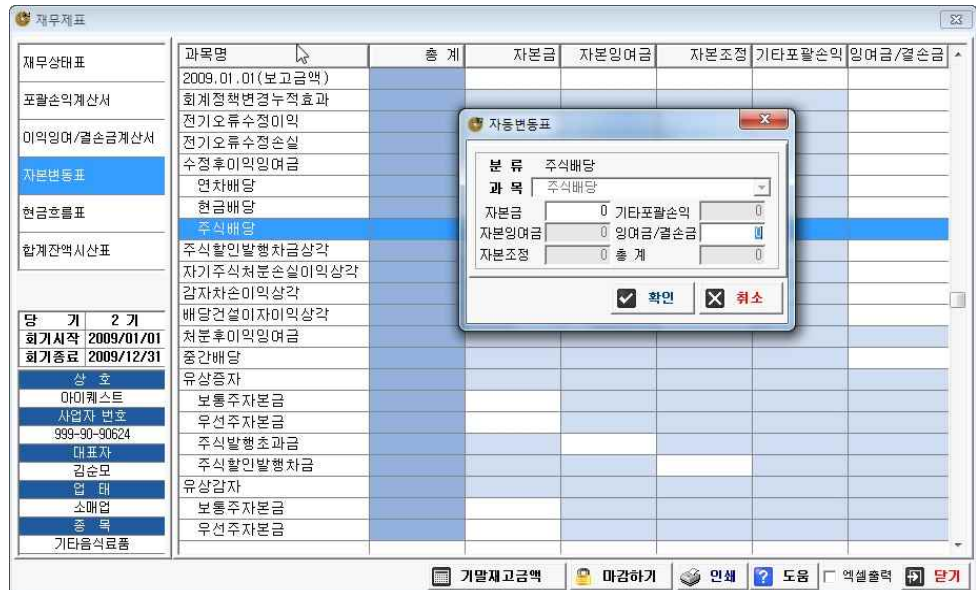 재무제표
재무상태표
포괄손익계산서
이익잉여/결손금계산서
자본변동표
현금흐름표
합계잔액시산표
당 기 2 기
회기시작 2009/01/01
회기종료 2009/12/31
상 호
아이퀘스트
사업자 번호
999-90-90624
대표자
김순모
업 태
소매업
종 목
기타음식료품
과목명 총 계 자본금 자본잉여금 자본조정 기타포괄손익 잉여금/결손금
2009.01.01(보고금액)
회계정책변경누적효과
전기오류수정이익
전기오류수정손실
수정후이익잉여금
연차배당
현금배당
주식배당
주식할인발행차금상각
자기주식처분손실이익상각
감자차손이익상각
배당건설이자이익상각
처분후이익잉여금
중간배당
유상증자
보통주자본금
우선주자본금
주식발행초과금
주식할인발행차금
유상감자
보통주자본금
우선주자본금
자동변동표
분 류 주식배당
과 목 주식배당
자본금 0 기타포괄손익 0
자본잉여금 0 잉여금/결손금 0
자본조정 0 총 계 0
확인 취소
기말재고금액 마감하기 인쇄 도움 엑셀출력 닫기